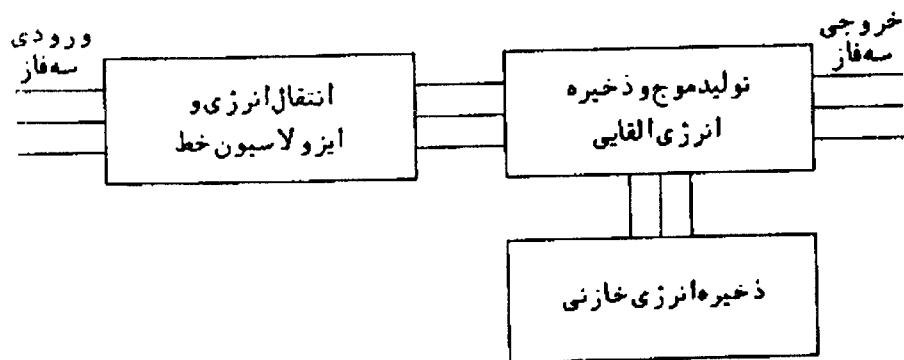 خروجی
سه‌فاز
ورودی
سه‌فاز
تولید موج و ذخیره
انرژی القایی
انتقال انرژی و
ایزولاسیون خط
ذخیره انرژی خازنی